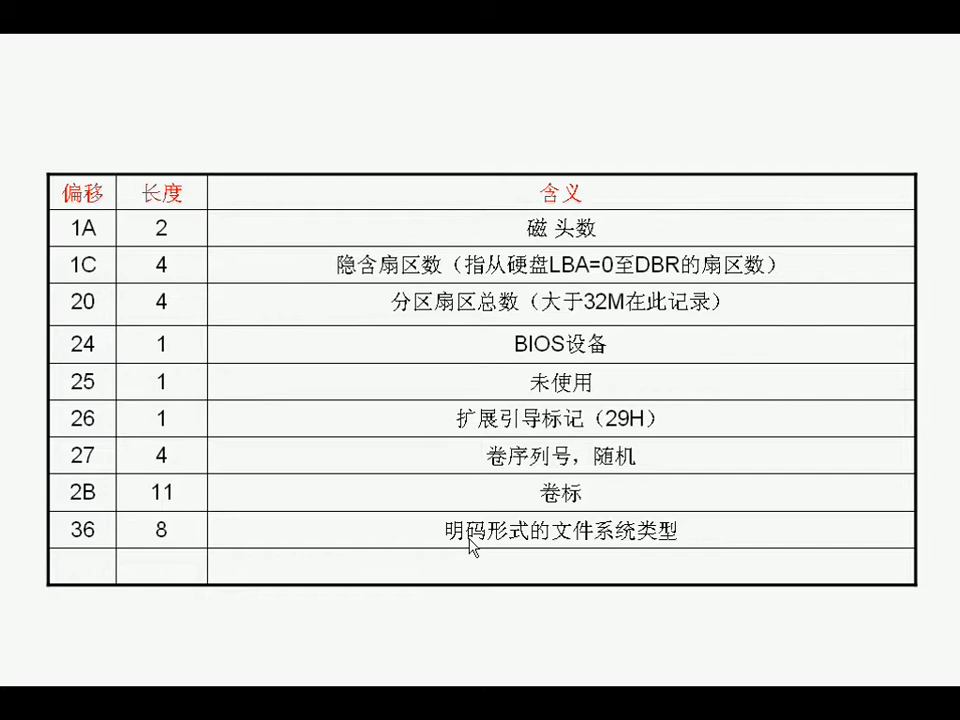 偏移 长度 含义
1A 2 磁 头数
1C 4 隐含扇区数（指从硬盘LBA=0至DBR的扇区数）
20 4 分区扇区总数（大于32M在此记录）
24 1 BIOS设备
25 1 未使用
26 1 扩展引导标记（29H）
27 4 卷序列号，随机
2B 11 卷标
36 8 明码形式的文件系统类型